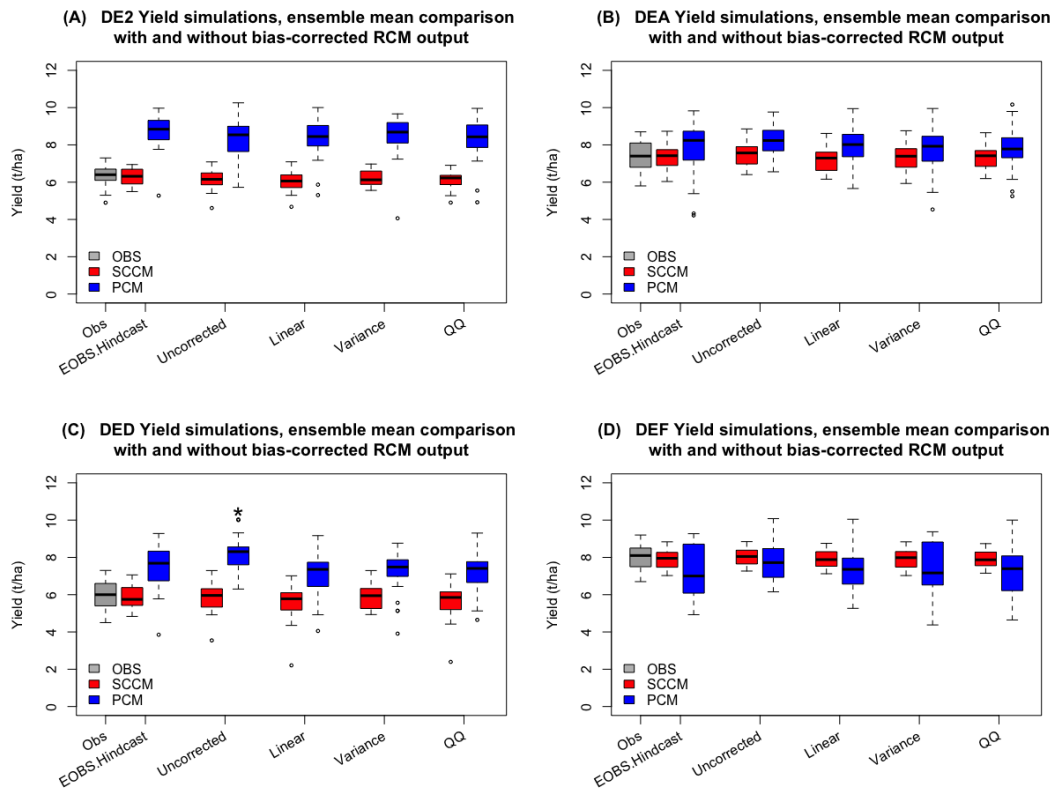 (A) DE2 Yield simulations, ensemble mean comparison
with and without bias-corrected RCM output
Yield (t/ha)
12
10
8
6
4
2
0
OBS
SCCM
PCM
Obs
EOBS.Hindcast
Uncorrected
Linear
Variance
QQ
(B) DEA Yield simulations, ensemble mean comparison
with and without bias-corrected RCM output
Yield (t/ha)
12
10
8
6
4
2
0
OBS
SCCM
PCM
Obs
EOBS.Hindcast
Uncorrected
Linear
Variance
QQ
(C) DED Yield simulations, ensemble mean comparison
with and without bias-corrected RCM output
Yield (t/ha)
12
10
8
6
4
2
0
*
OBS
SCCM
PCM
Obs
EOBS.Hindcast
Uncorrected
Linear
Variance
QQ
(D) DEF Yield simulations, ensemble mean comparison
with and without bias-corrected RCM output
Yield (t/ha)
12
10
8
6
4
2
0
OBS
SCCM
PCM
Obs
EOBS.Hindcast
Uncorrected
Linear
Variance
QQ